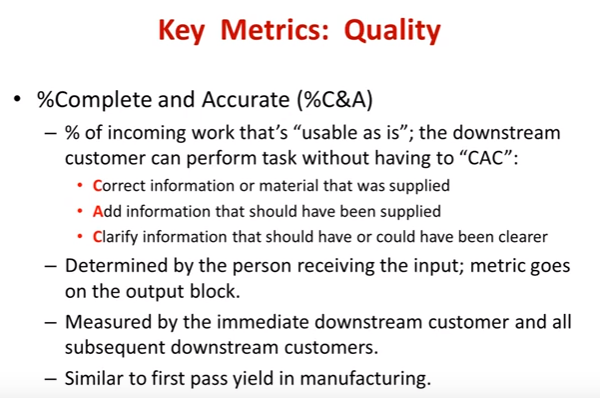 Key Metrics: Quality
• %Complete and Accurate (%C&A)
– % of incoming work that's “usable as is”; the downstream
customer can perform task without having to “CAC”:
• Correct information or material that was supplied
• Add information that should have been supplied
• Clarify information that should have or could have been clearer
– Determined by the person receiving the input; metric goes
on the output block.
– Measured by the immediate downstream customer and all
subsequent downstream customers.
– Similar to first pass yield in manufacturing.